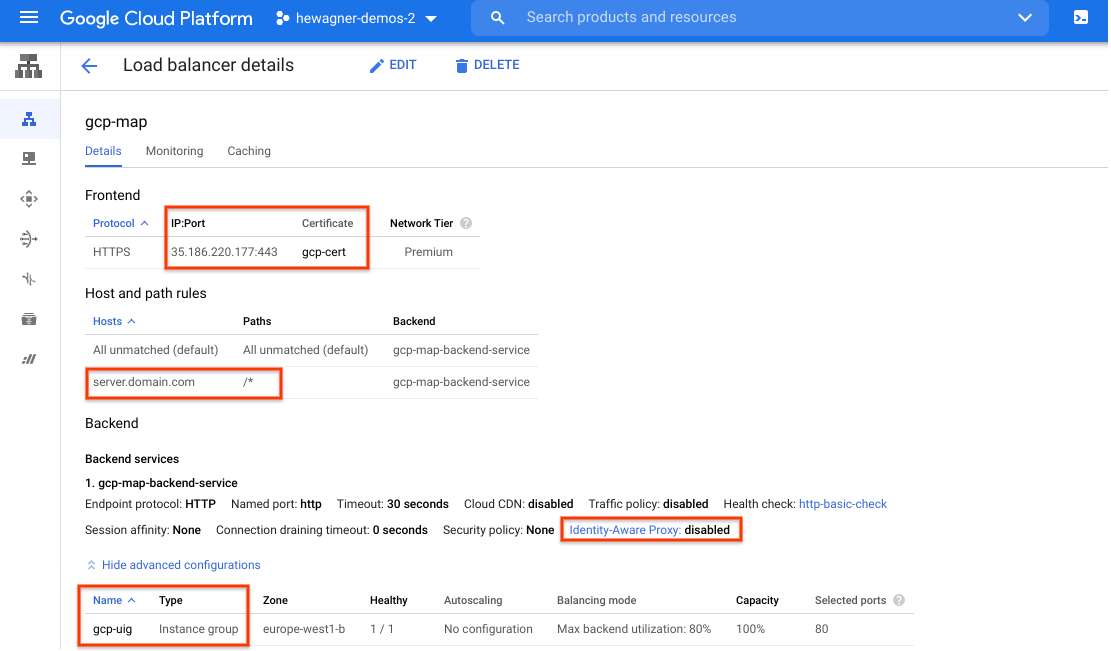 Google Cloud Platform hewagner-demos-2 Search products and resources
Load balancer details EDIT DELETE
gcp-map
Details Monitoring Caching
Frontend
Protocol IP:Port Certificate Network Tier ?
HTTPS 35.186.220.177:443 gcp-cert Premium
Host and path rules
Hosts Paths Backend
All unmatched (default) All unmatched (default) gcp-map-backend-service
server.domain.com /* gcp-map-backend-service
Backend
Backend services
1. gcp-map-backend-service
Endpoint protocol: HTTP Named port: http Timeout: 30 seconds Cloud CDN: disabled Traffic policy: disabled Health check: http-basic-check
Session affinity: None Connection draining timeout: 0 seconds Security policy: None Identity-Aware Proxy: disabled
Hide advanced configurations
Name Type Zone Healthy Autoscaling Balancing mode Capacity Selected ports ?
gcp-uig Instance group europe-west1-b 1 / 1 No configuration Max backend utilization: 80% 100% 80